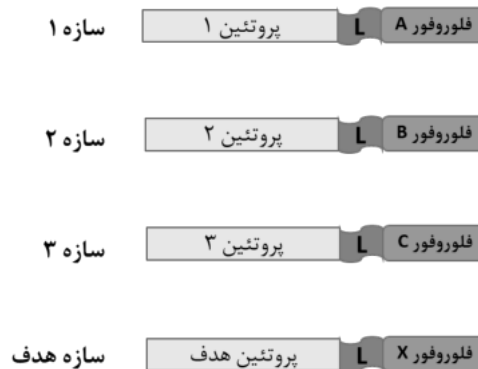 سازه ۱ پروتئین ۱ L فلوروفور A
سازه ۲ پروتئین ۲ L فلوروفور B
سازه ۳ پروتئین ۳ L فلوروفور C
سازه هدف پروتئین هدف L فلوروفور X